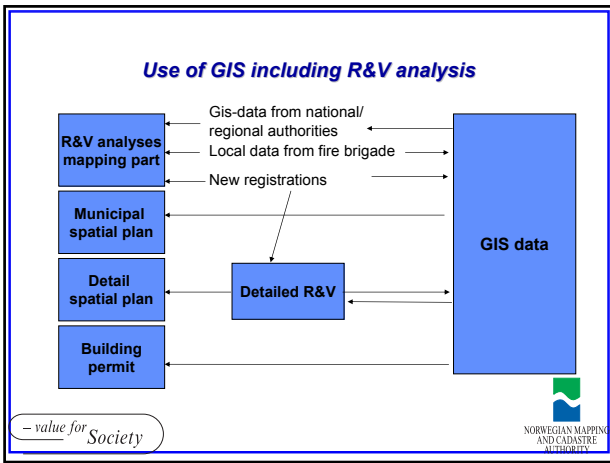 Use of GIS including R&V analysis
Gis-data from national/
regional authorities
Local data from fire brigade
New registrations
R&V analyses
mapping part
Municipal
spatial plan
Detail
spatial plan
Building
permit
Detailed R&V
GIS data
– value for Society
NORWEGIAN MAPPING
AND CADASTRE
AUTHORITY